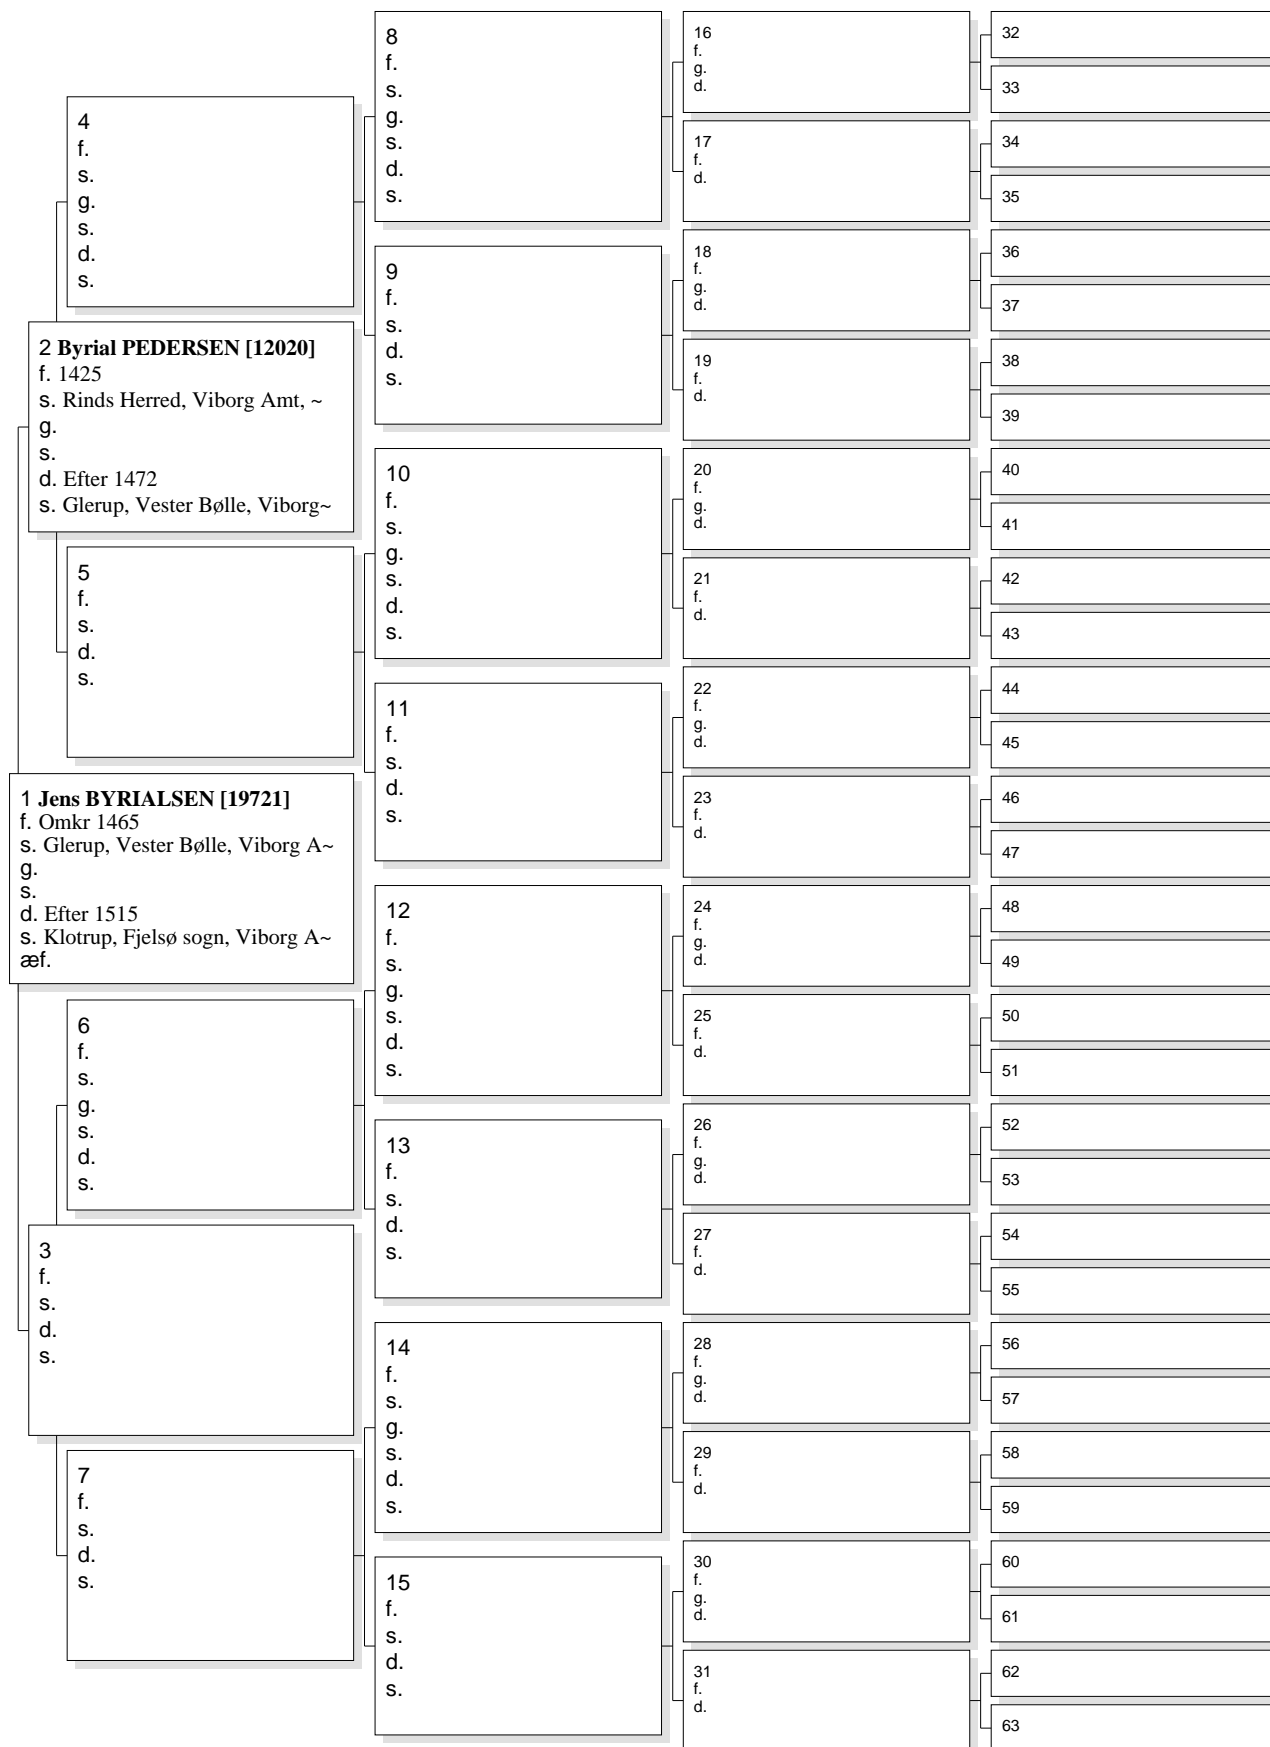 8
f.
s.
g.
s.
d.
s.
16
f.
g.
d.
32
33
4
f.
s.
g.
s.
d.
s.
17
f.
d.
34
35
9
f.
s.
d.
s.
18
f.
g.
d.
36
37
2 Byrial PEDERSEN [12020]
f. 1425
s. Rinds Herred, Viborg Amt, ~
g.
s.
d. Efter 1472
s. Glerup, Vester Bølle, Viborg~
19
f.
d.
38
39
10
f.
s.
g.
s.
d.
s.
20
f.
g.
d.
40
41
5
f.
s.
d.
s.
21
f.
d.
42
43
11
f.
s.
d.
s.
22
f.
g.
d.
44
45
1 Jens BYRIALSEN [19721]
f. Omkr 1465
s. Glerup, Vester Bølle, Viborg A~
g.
s.
d. Efter 1515
s. Klotrup, Fjelsø sogn, Viborg A~
æf.
23
f.
d.
46
47
12
f.
s.
g.
s.
d.
s.
24
f.
g.
d.
48
49
6
f.
s.
g.
s.
d.
s.
25
f.
d.
50
51
13
f.
s.
d.
s.
26
f.
g.
d.
52
53
3
f.
s.
d.
s.
27
f.
d.
54
55
14
f.
s.
g.
s.
d.
s.
28
f.
g.
d.
56
57
7
f.
s.
d.
s.
29
f.
d.
58
59
15
f.
s.
d.
s.
30
f.
g.
d.
60
61
31
f.
d.
62
63